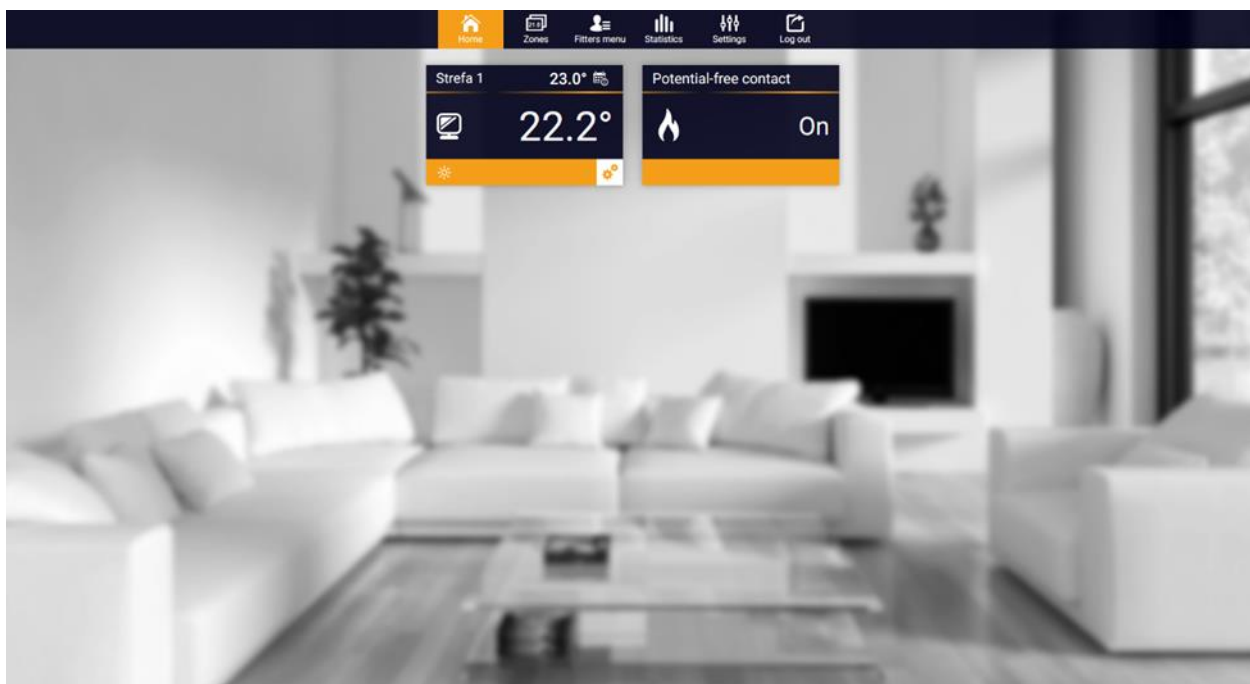 Home
Zones
Fitters menu
Statistics
Settings
Log out
Strefa 1 23.0°
22.2°
Potential-free contact
On